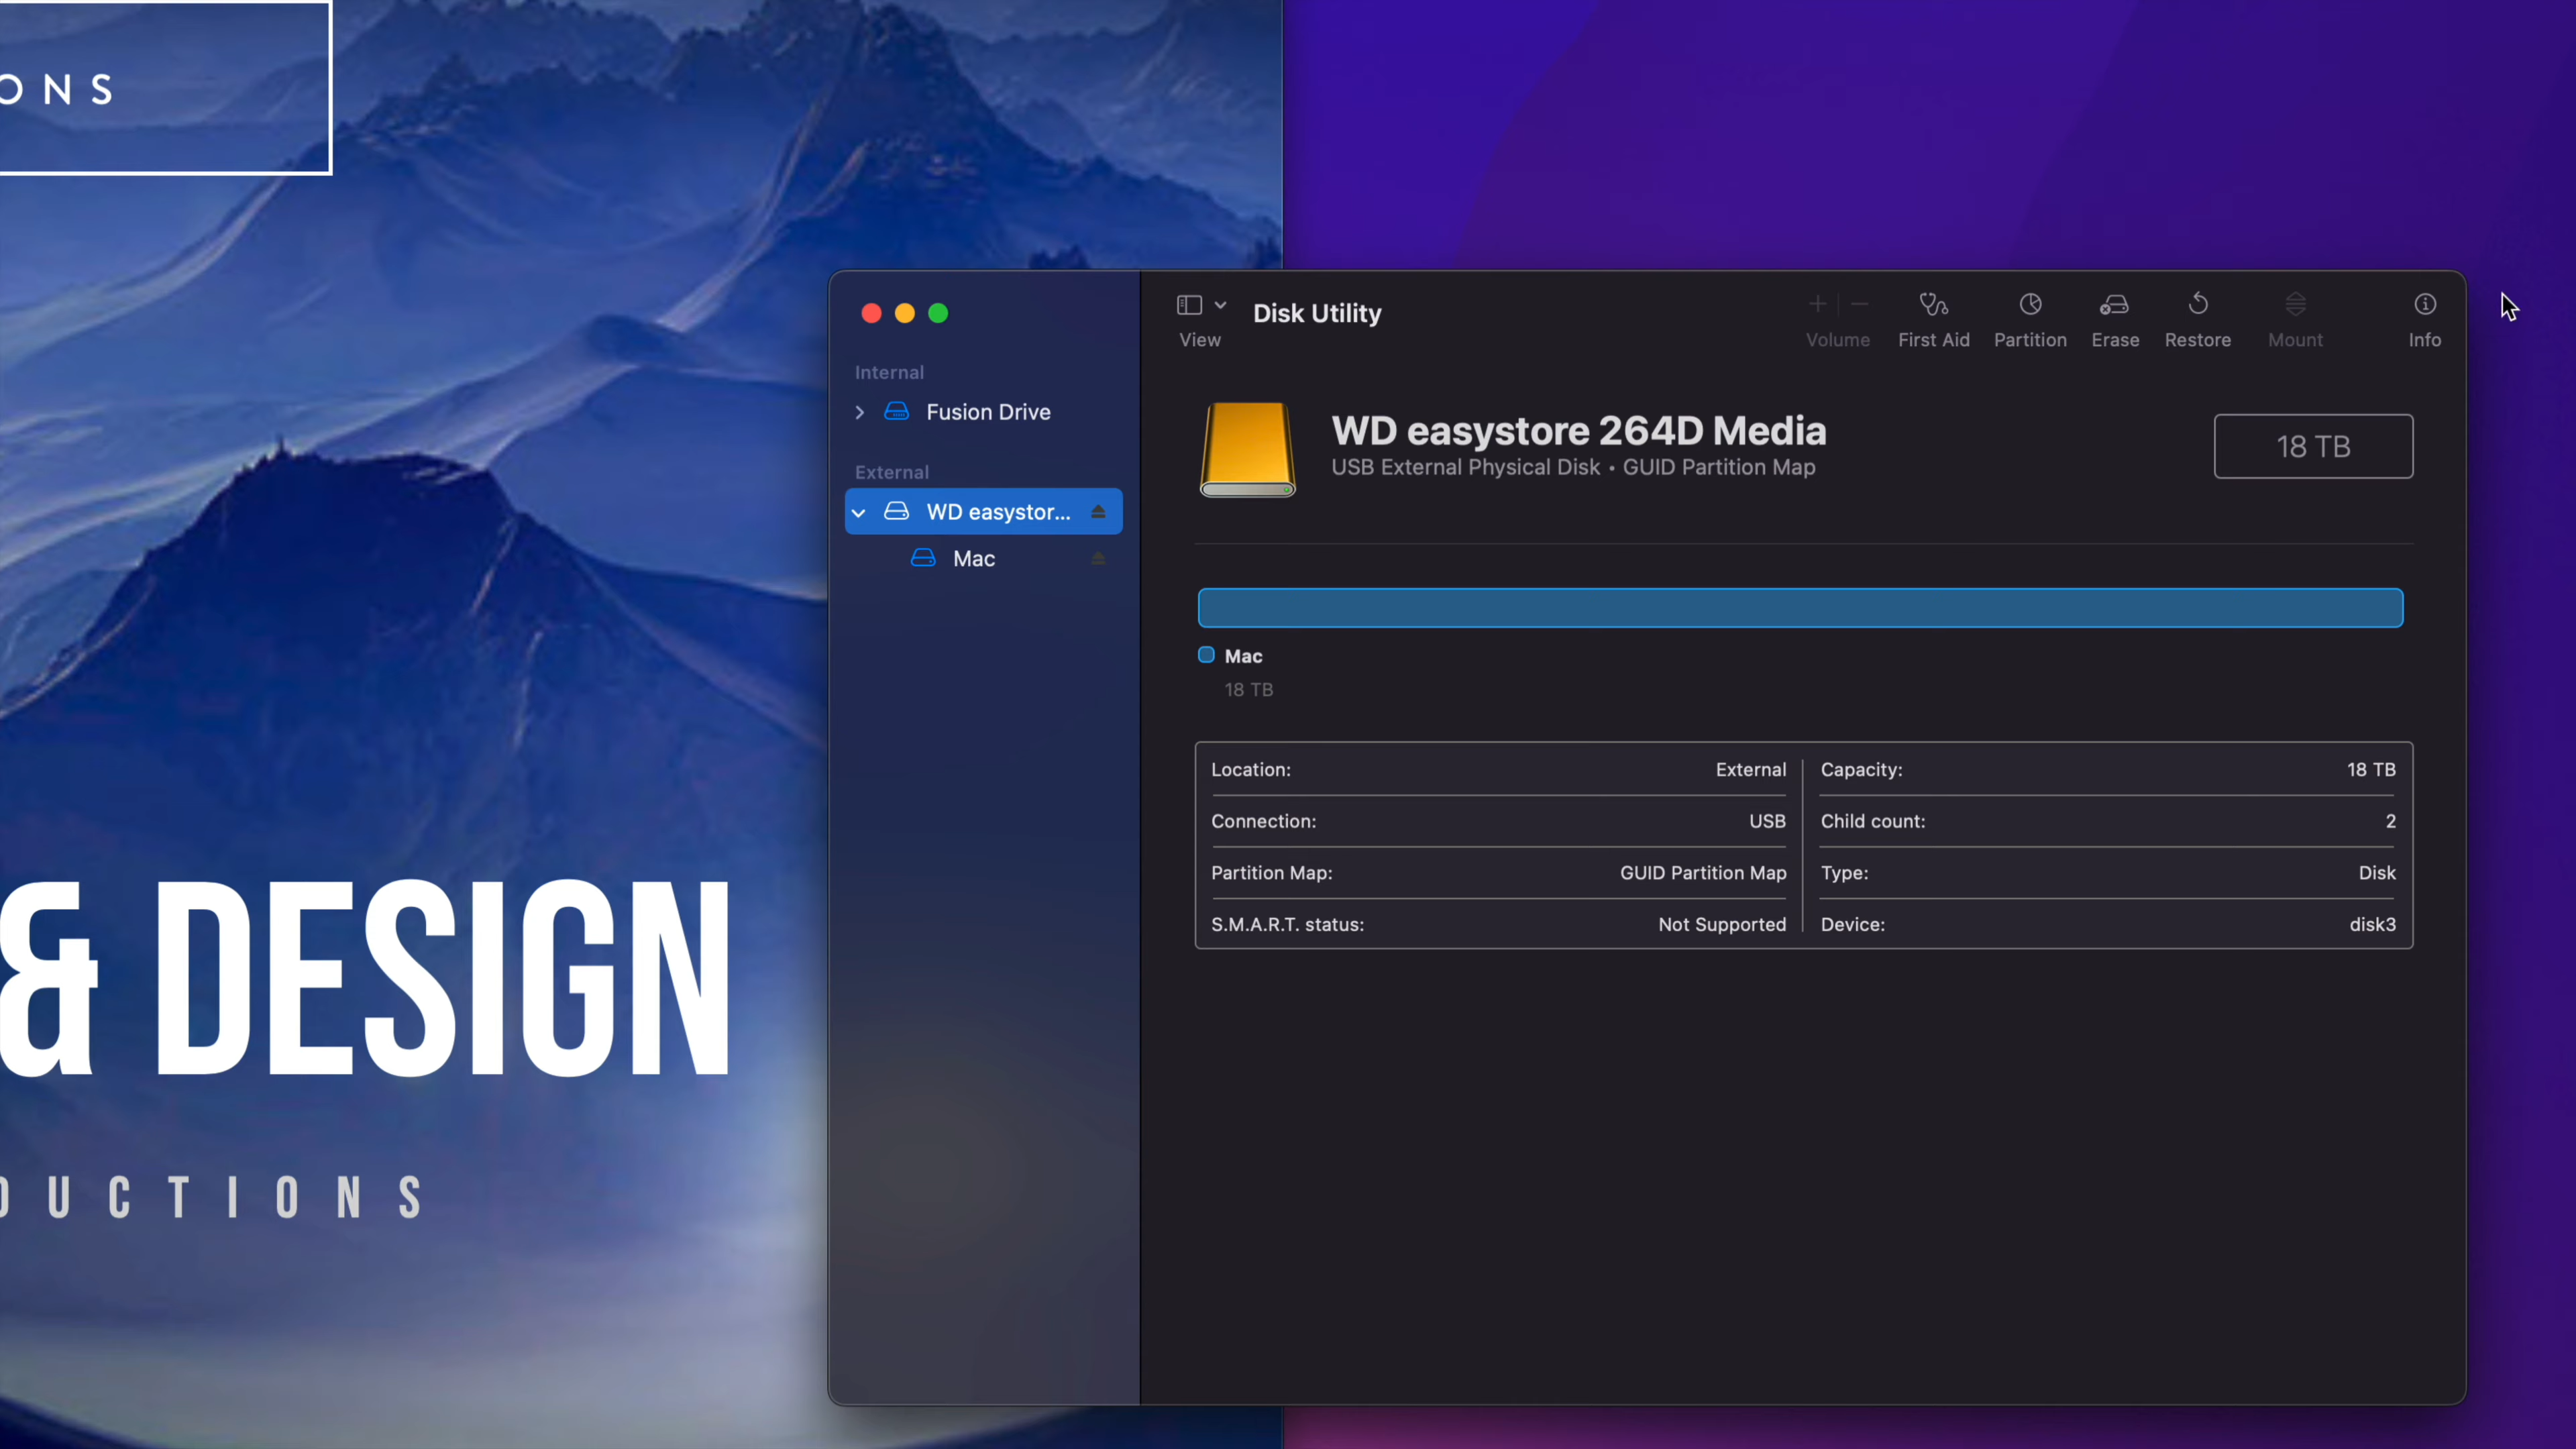 ONS
& DESIGN
DUCTIONS
Disk Utility
View
Volume
First Aid
Partition
Erase
Restore
Mount
Info
Internal
Fusion Drive
External
WD easystor...
Mac
WD easystore 264D Media
USB External Physical Disk • GUID Partition Map
18 TB
Mac
18 TB
Location: External
Capacity: 18 TB
Connection: USB
Child count: 2
Partition Map: GUID Partition Map
Type: Disk
S.M.A.R.T. status: Not Supported
Device: disk3